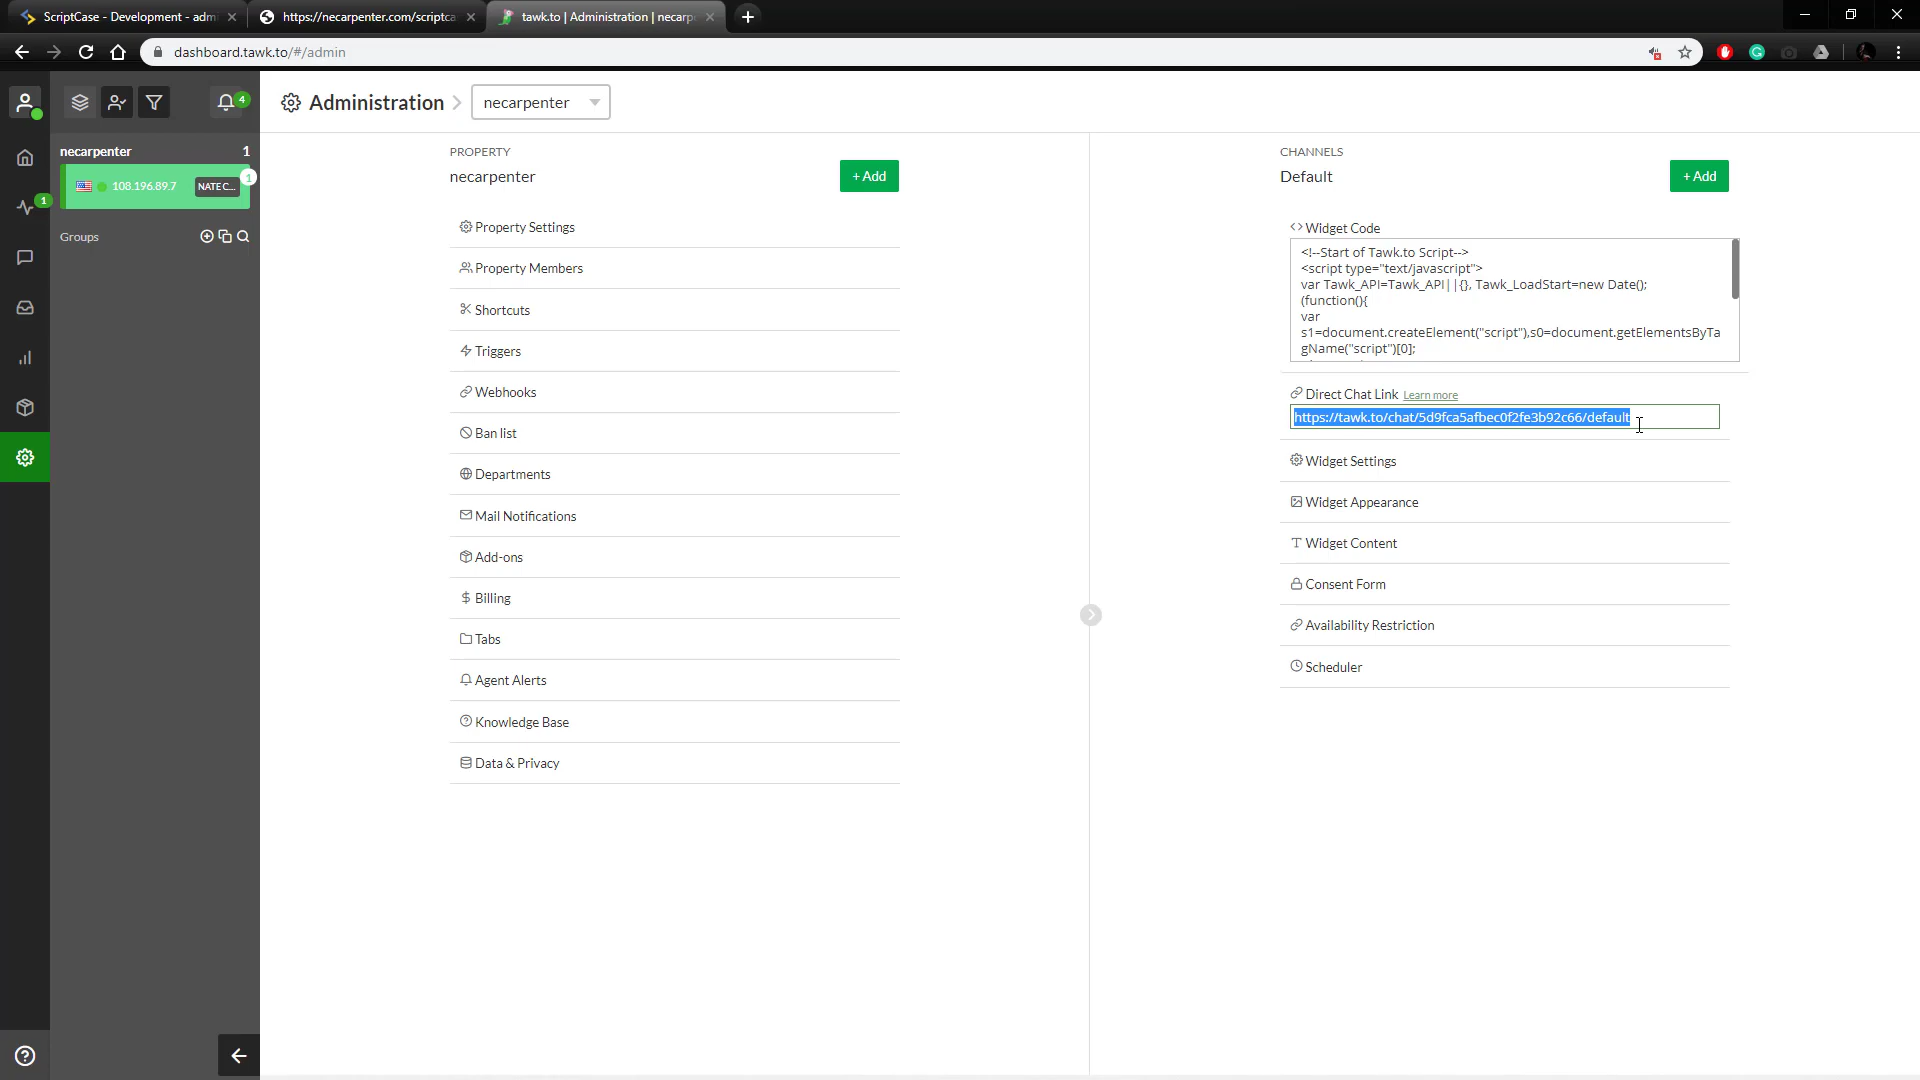 ScriptCase - Development - adm
https://necarpenter.com/scriptca
tawk.to | Administration | necarp
dashboard.tawk.to/#/admin
4
Administration
necarpenter
necarpenter 1
108.196.89.7
NATE C...
1
1
Groups
PROPERTY
necarpenter
+ Add
Property Settings
Property Members
Shortcuts
Triggers
Webhooks
Ban list
Departments
Mail Notifications
Add-ons
Billing
Tabs
Agent Alerts
Knowledge Base
Data & Privacy
CHANNELS
Default
+ Add
Widget Code
<!--Start of Tawk.to Script-->
<script type="text/javascript">
var Tawk_API=Tawk_API||{}, Tawk_LoadStart=new Date();
(function(){
var
s1=document.createElement("script"),s0=document.getElementsByTa
gName("script")[0];
Direct Chat Link Learn more
https://tawk.to/chat/5d9fca5afbec0f2fe3b92c66/default
Widget Settings
Widget Appearance
Widget Content
Consent Form
Availability Restriction
Scheduler